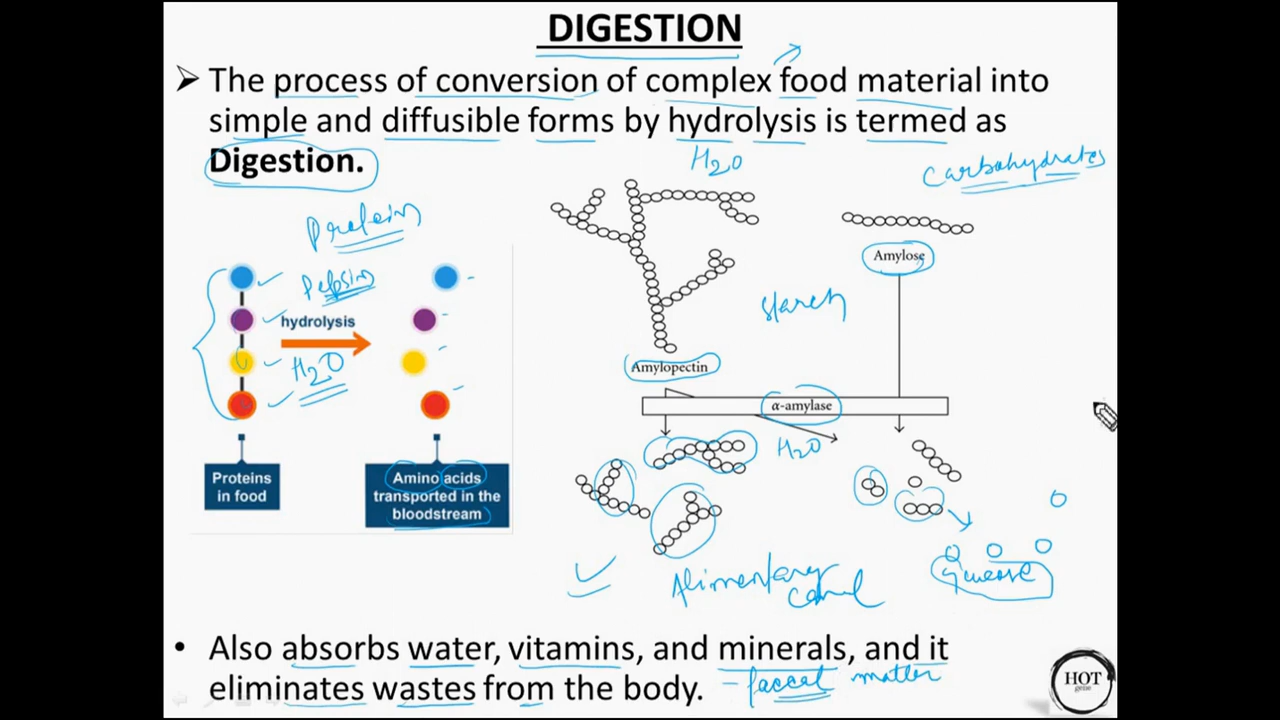 DIGESTION
➤ The process of conversion of complex food material into
simple and diffusible forms by hydrolysis is termed as
Digestion.
H2O
Carbohydrates
Protein
Pepsin
hydrolysis
H2O
Proteins
in food
Amino acids
transported in the
bloodstream
Amylose
Starch
Amylopectin
α-amylase
H2O
Glucose
Alimentary
canal
• Also absorbs water, vitamins, and minerals, and it
eliminates wastes from the body.
- faecal matter
HOT
gene